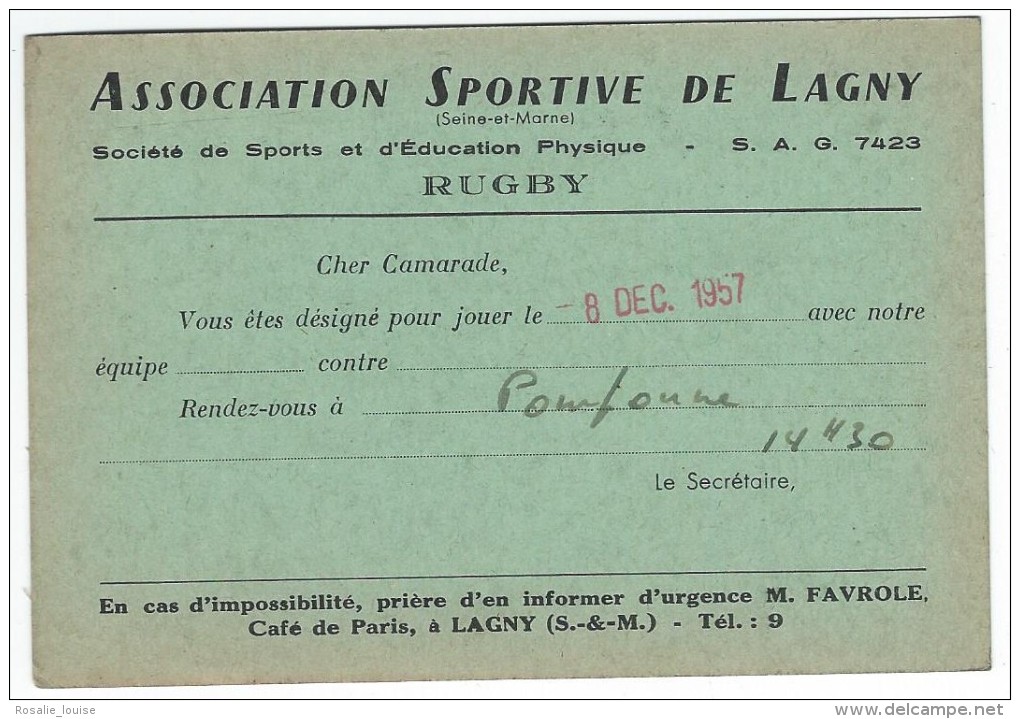 ASSOCIATION SPORTIVE DE LAGNY
(Seine-et-Marne)
Société de Sports et d'Éducation Physique - S. A. G. 7423
RUGBY
Cher Camarade,
Vous êtes désigné pour jouer le - 8 DEC. 1957 avec notre
équipe contre
Rendez-vous à Pomponne
14 H 30
Le Secrétaire,
En cas d'impossibilité, prière d'en informer d'urgence M. FAVROLE,
Café de Paris, à LAGNY (S.-&-M.) - Tél. : 9
Rosalie_louise
www.delcampe.net